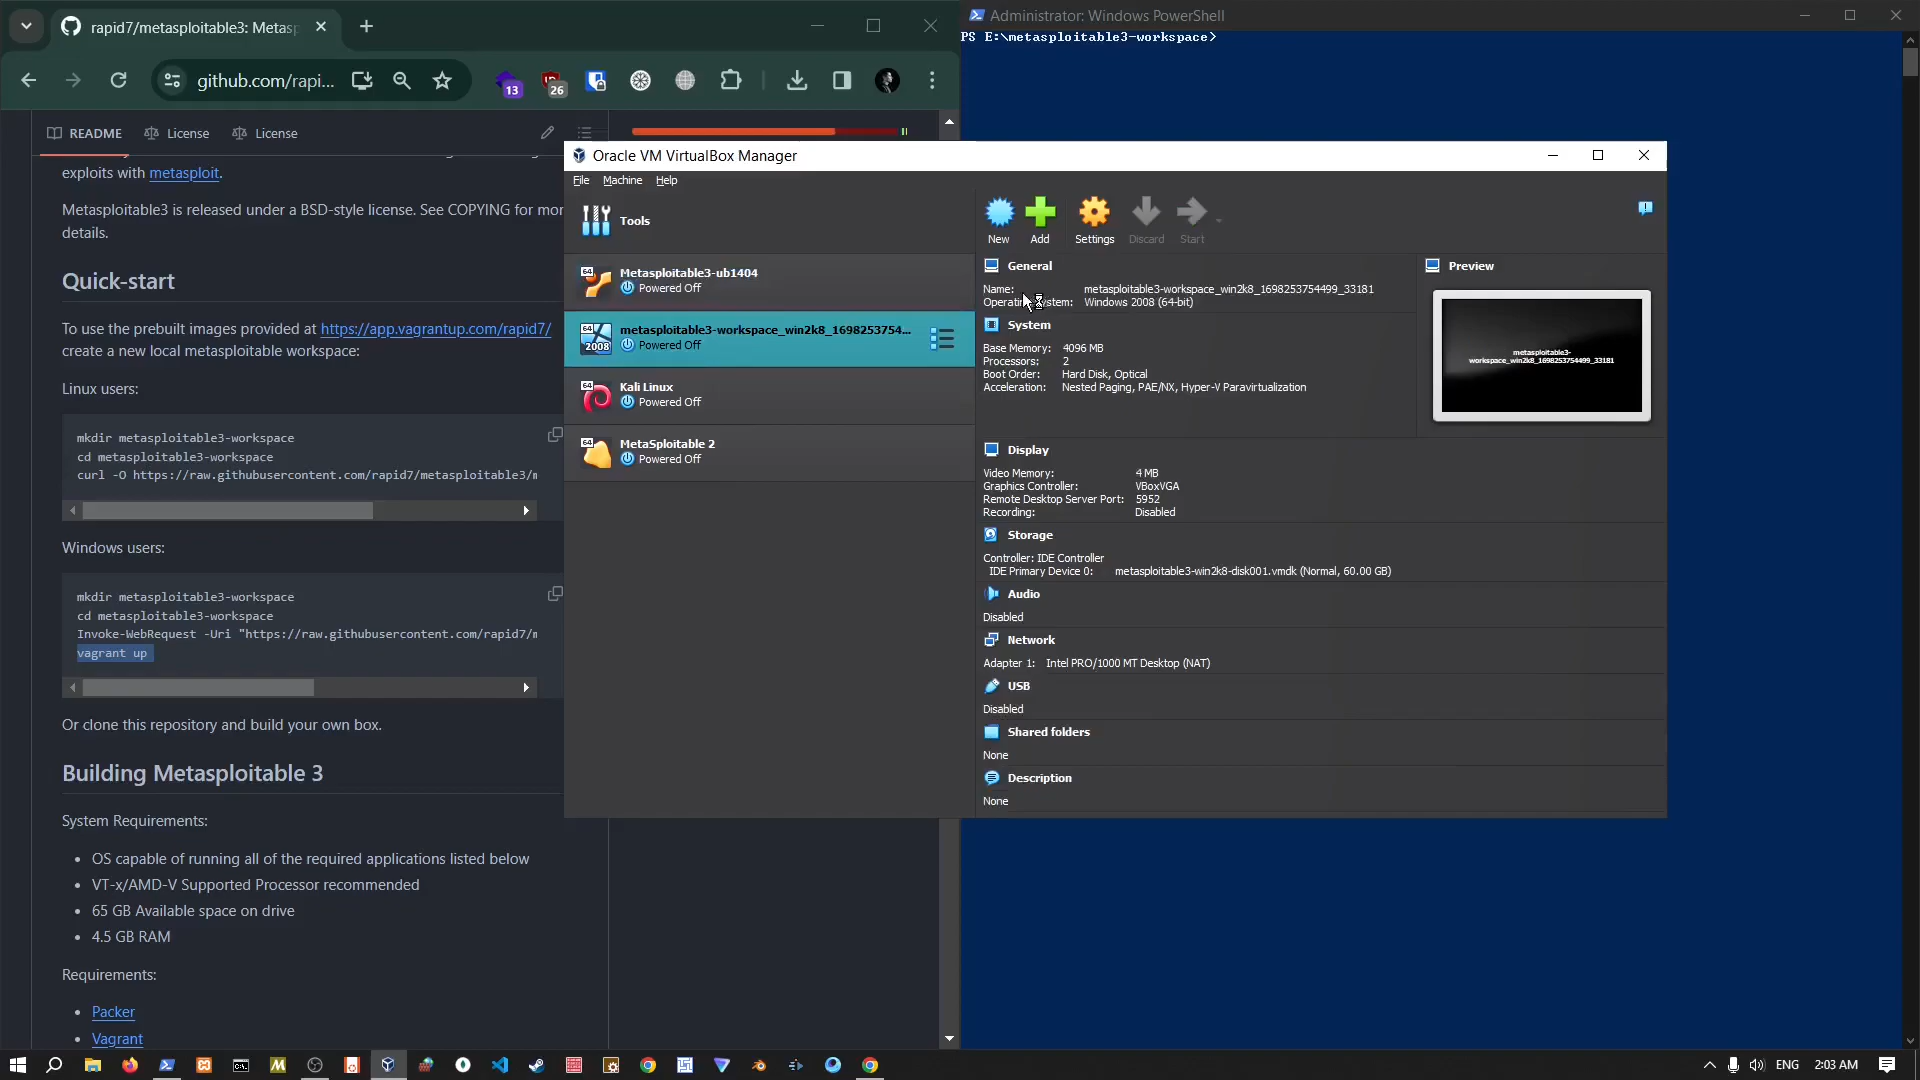 rapid7/metasploitable3: Metasp
github.com/rapi...
13
26
README
License
License
exploits with metasploit.
Metasploitable3 is released under a BSD-style license. See COPYING for mor
details.
Quick-start
To use the prebuilt images provided at https://app.vagrantup.com/rapid7/
create a new local metasploitable workspace:
Linux users:
mkdir metasploitable3-workspace
cd metasploitable3-workspace
curl -O https://raw.githubusercontent.com/rapid7/metasploitable3/m
Windows users:
mkdir metasploitable3-workspace
cd metasploitable3-workspace
Invoke-WebRequest -Uri "https://raw.githubusercontent.com/rapid7/m
vagrant up
Or clone this repository and build your own box.
Building Metasploitable 3
System Requirements:
• OS capable of running all of the required applications listed below
• VT-x/AMD-V Supported Processor recommended
• 65 GB Available space on drive
• 4.5 GB RAM
Requirements:
• Packer
• Vagrant
Administrator: Windows PowerShell
PS E:\metasploitable3-workspace>
Oracle VM VirtualBox Manager
File Machine Help
Tools
64
Metasploitable3-ub1404
Powered Off
64
2008
metasploitable3-workspace_win2k8_1698253754...
Powered Off
64
Kali Linux
Powered Off
64
MetaSploitable 2
Powered Off
New Add Settings Discard Start
General
Name: metasploitable3-workspace_win2k8_1698253754499_33181
Operating System: Windows 2008 (64-bit)
System
Base Memory: 4096 MB
Processors: 2
Boot Order: Hard Disk, Optical
Acceleration: Nested Paging, PAE/NX, Hyper-V Paravirtualization
Preview
metasploitable3-
workspace_win2k8_1698253754499_33181
Display
Video Memory: 4 MB
Graphics Controller: VBoxVGA
Remote Desktop Server Port: 5952
Recording: Disabled
Storage
Controller: IDE Controller
IDE Primary Device 0: metasploitable3-win2k8-disk001.vmdk (Normal, 60.00 GB)
Audio
Disabled
Network
Adapter 1: Intel PRO/1000 MT Desktop (NAT)
USB
Disabled
Shared folders
None
Description
None
ENG 2:03 AM